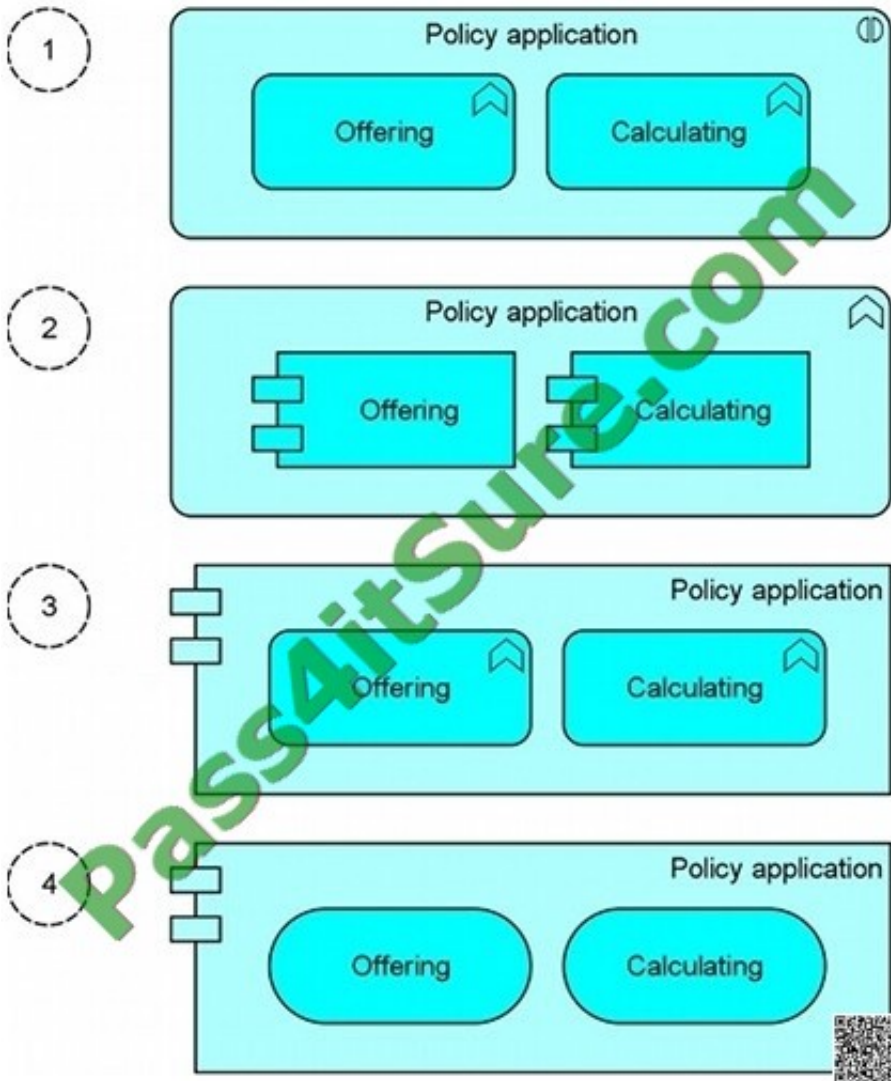 1
Policy application
Offering
Calculating
2
Policy application
Offering
Calculating
3
Policy application
Offering
Calculating
4
Policy application
Offering
Calculating
Pass4itSure.com